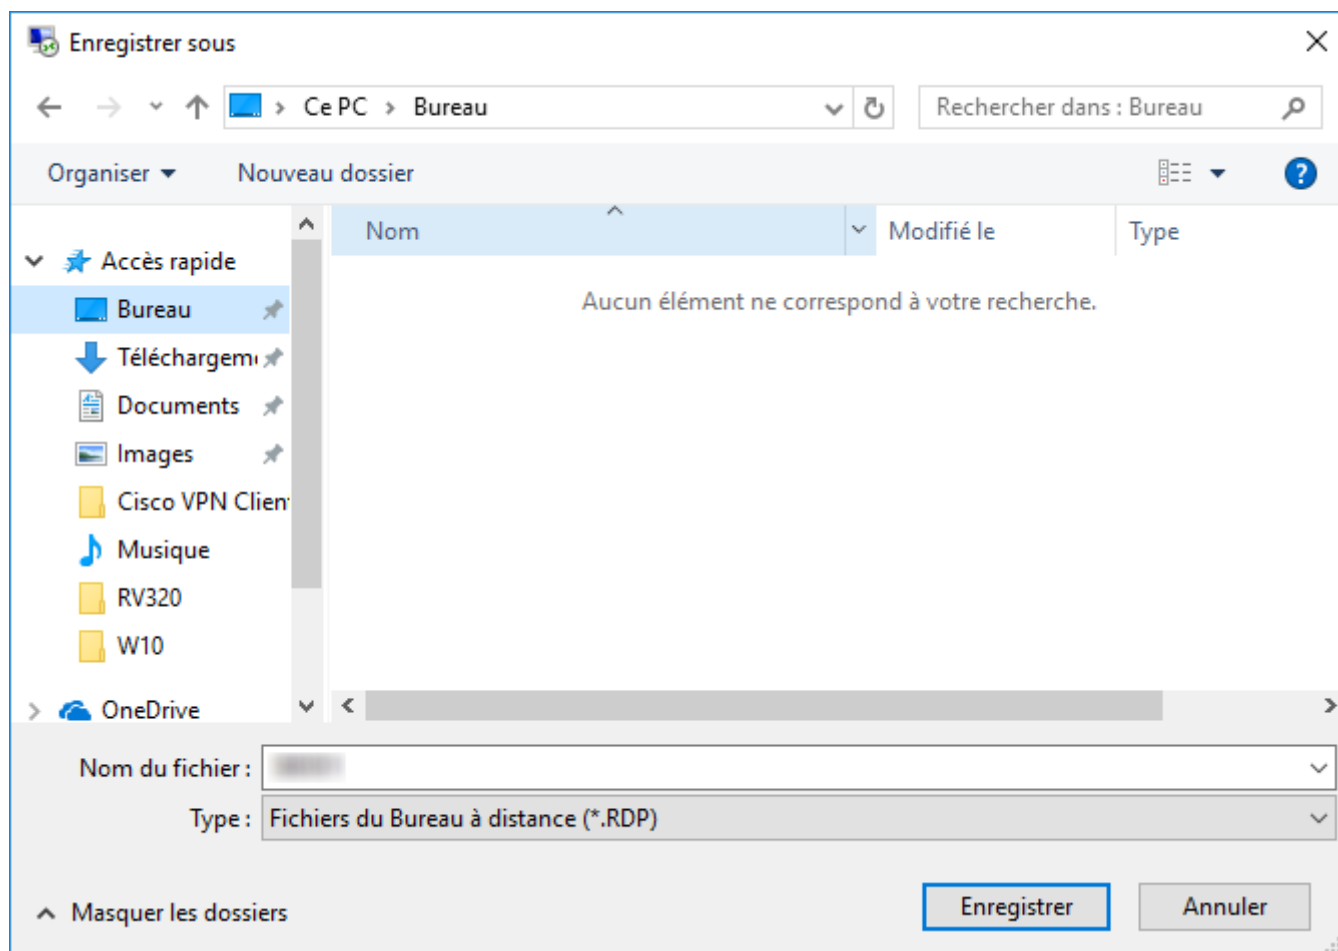 Enregistrer sous
Ce PC > Bureau
Rechercher dans : Bureau
Organiser
Nouveau dossier
Nom
Modifié le
Type
Accès rapide
Bureau
Aucun élément ne correspond à votre recherche.
Téléchargem
Documents
Images
Cisco VPN Clien
Musique
RV320
W10
OneDrive
Nom du fichier :
Type : Fichiers du Bureau à distance (*.RDP)
Masquer les dossiers
Enregistrer
Annuler